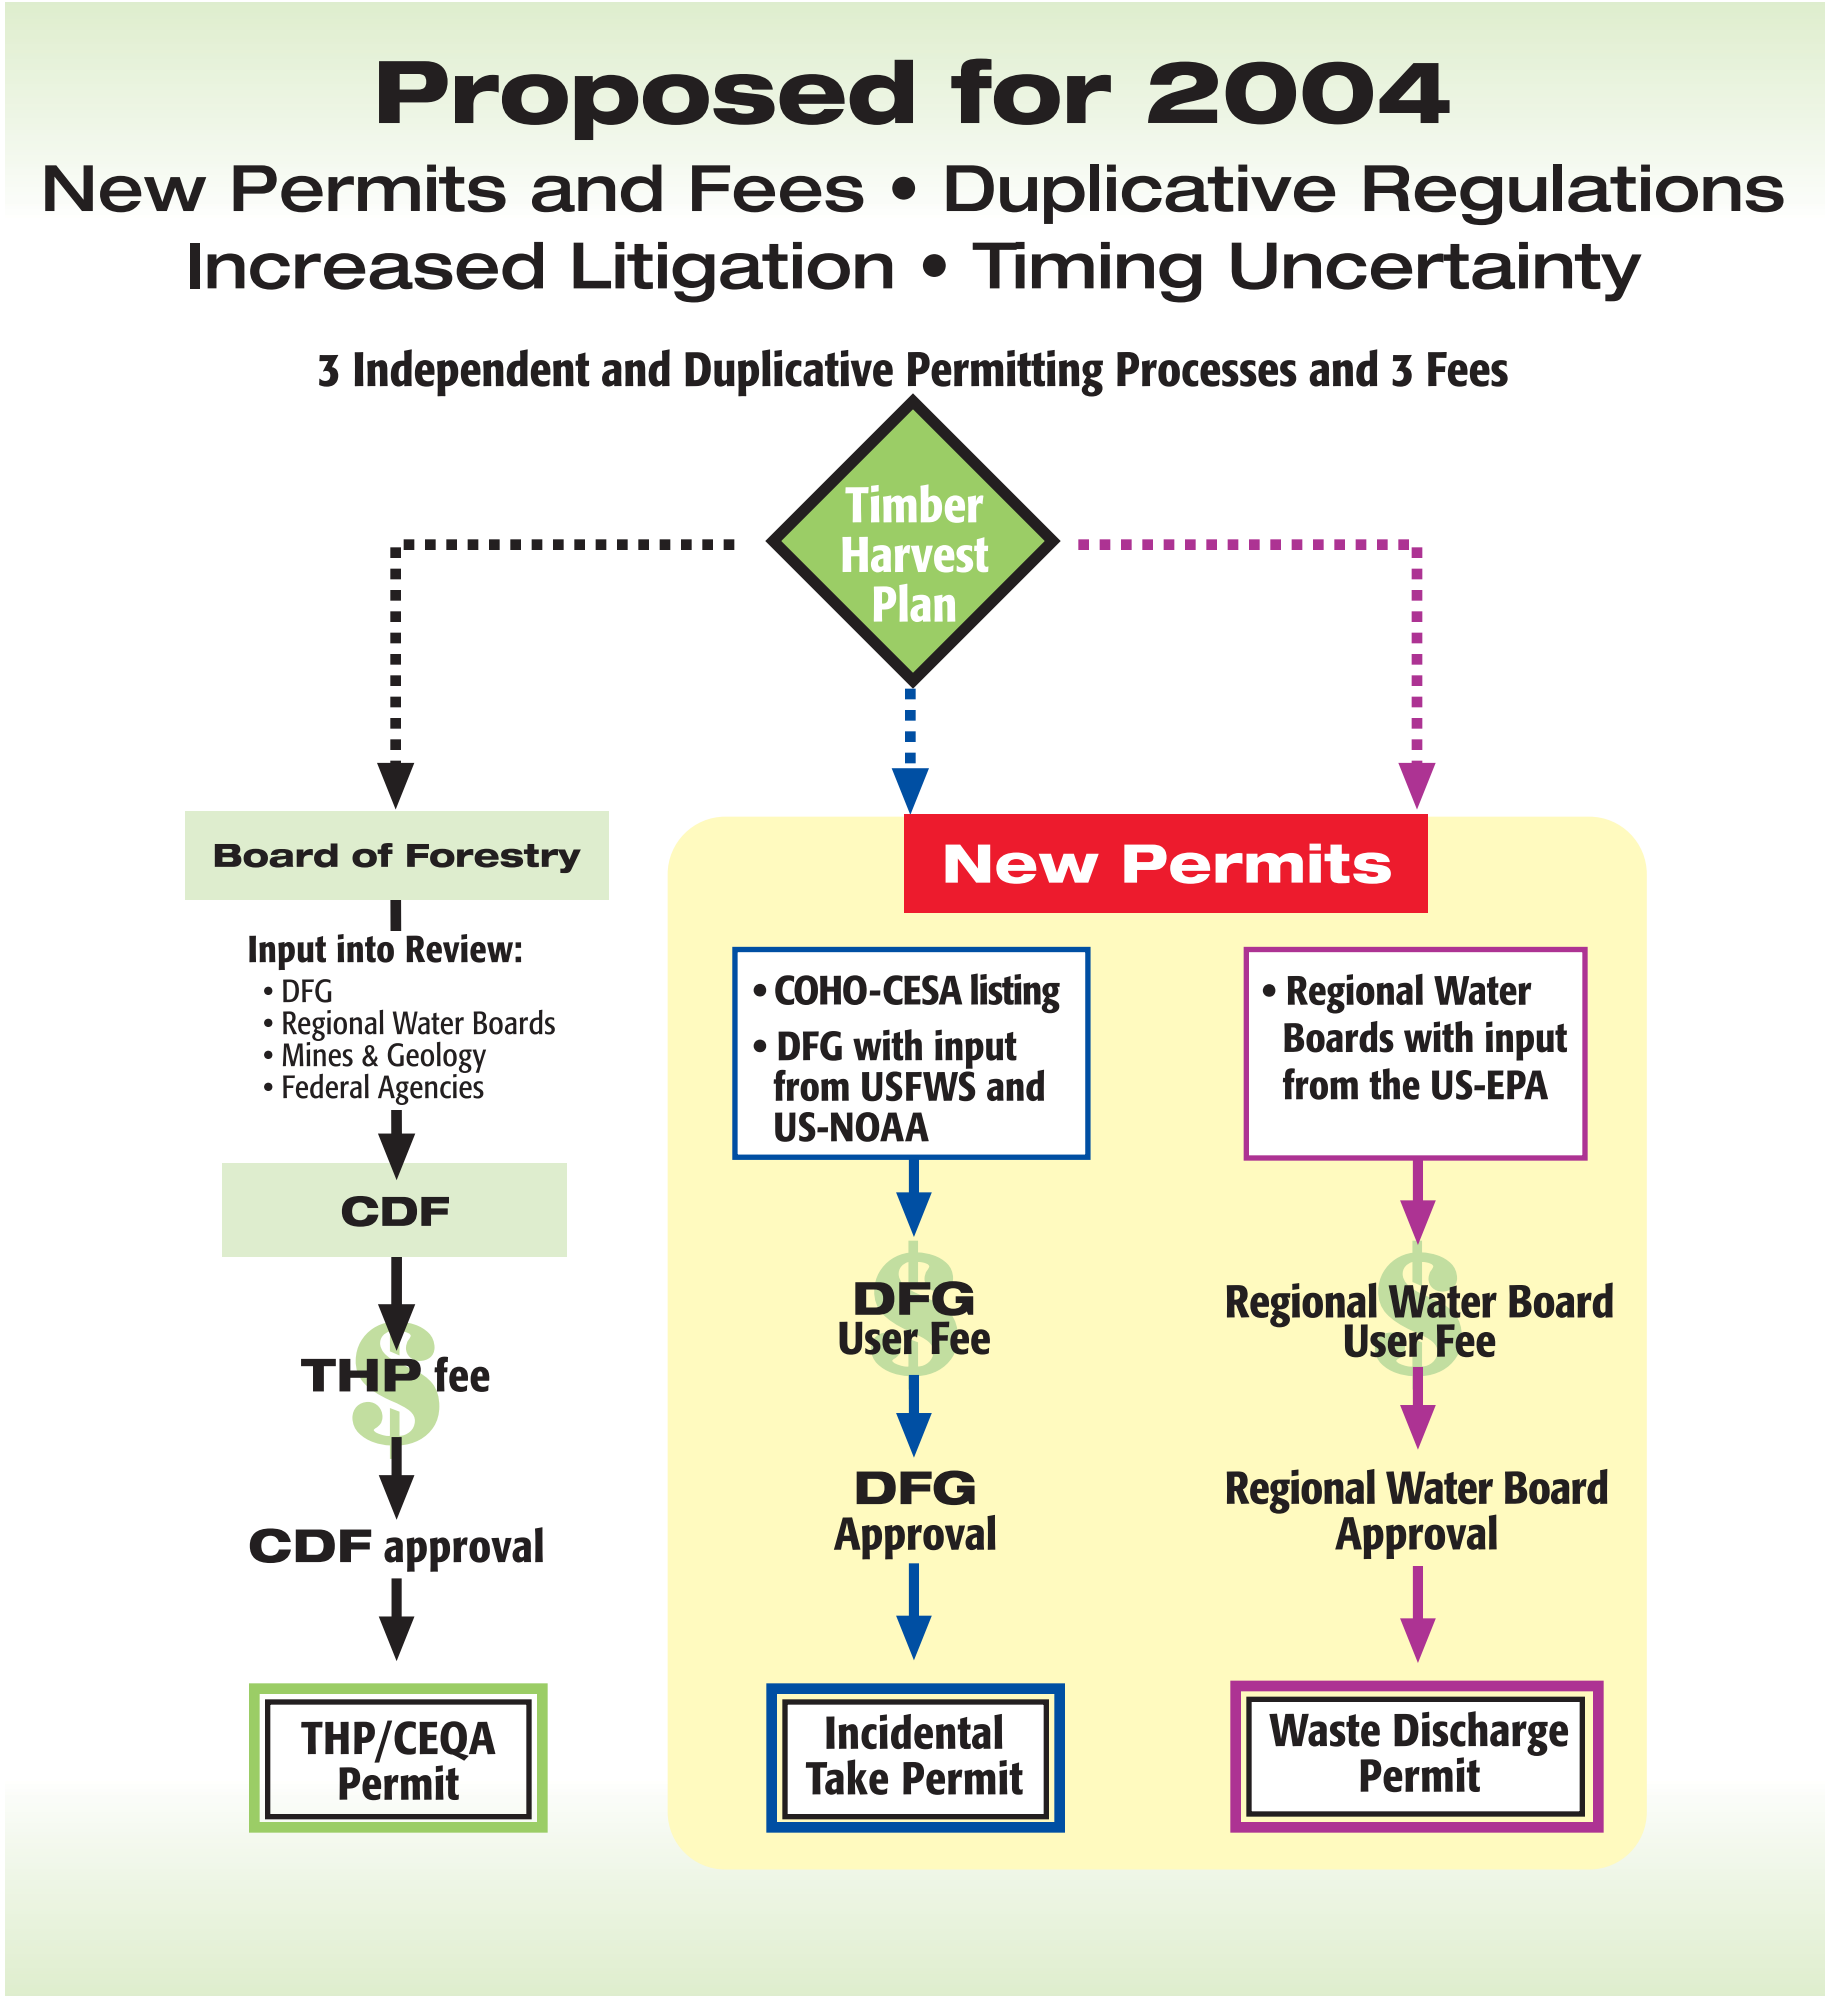 Proposed for 2004
New Permits and Fees • Duplicative Regulations
Increased Litigation • Timing Uncertainty
3 Independent and Duplicative Permitting Processes and 3 Fees
Timber
Harvest
Plan
Board of Forestry
Input into Review:
• DFG
• Regional Water Boards
• Mines & Geology
• Federal Agencies
CDF
$
THP fee
CDF approval
THP/CEQA
Permit
New Permits
• COHO-CESA listing
• DFG with input
from USFWS and
US-NOAA
$
DFG
User Fee
DFG
Approval
Incidental
Take Permit
• Regional Water
Boards with input
from the US-EPA
$
Regional Water Board
User Fee
Regional Water Board
Approval
Waste Discharge
Permit